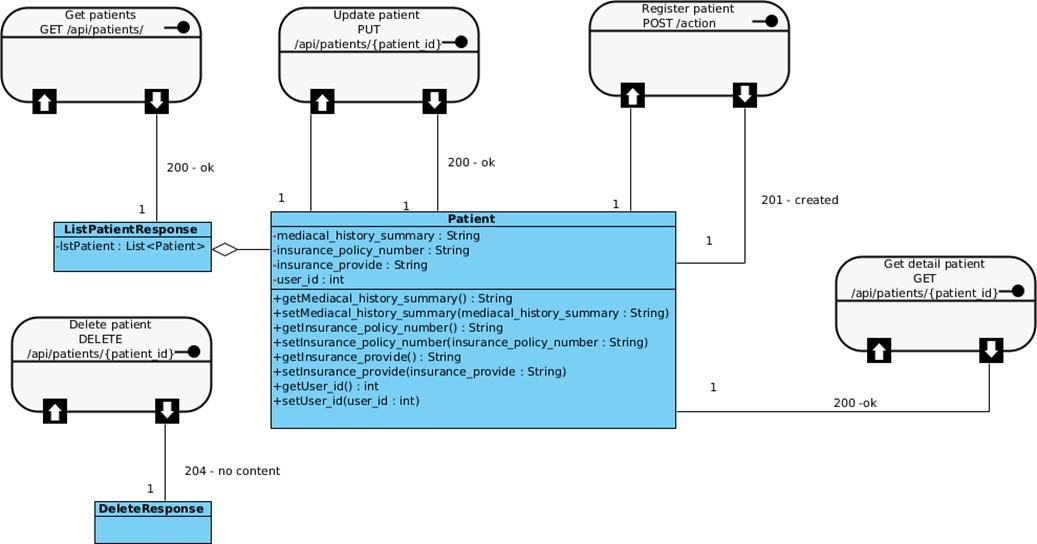 Get patients
GET /api/patients/
Update patient
PUT
/api/patients/{patient_id}
Register patient
POST /action
200 - ok
1
1
200 - ok
1
1
201 - created
1
ListPatientResponse
-lstPatient : List<Patient>
Patient
-mediacal_history_summary : String
-insurance_policy_number : String
-insurance_provide : String
-user_id : int
+getMediacal_history_summary() : String
+setMediacal_history_summary(mediacal_history_summary : String)
+getInsurance_policy_number() : String
+setInsurance_policy_number(insurance_policy_number : String)
+getInsurance_provide() : String
+setInsurance_provide(insurance_provide : String)
+getUser_id() : int
+setUser_id(user_id : int)
Get detail patient
GET
/api/patients/{patient_id}
1
200 -ok
Delete patient
DELETE
/api/patients/{patient_id}
204 - no content
1
DeleteResponse